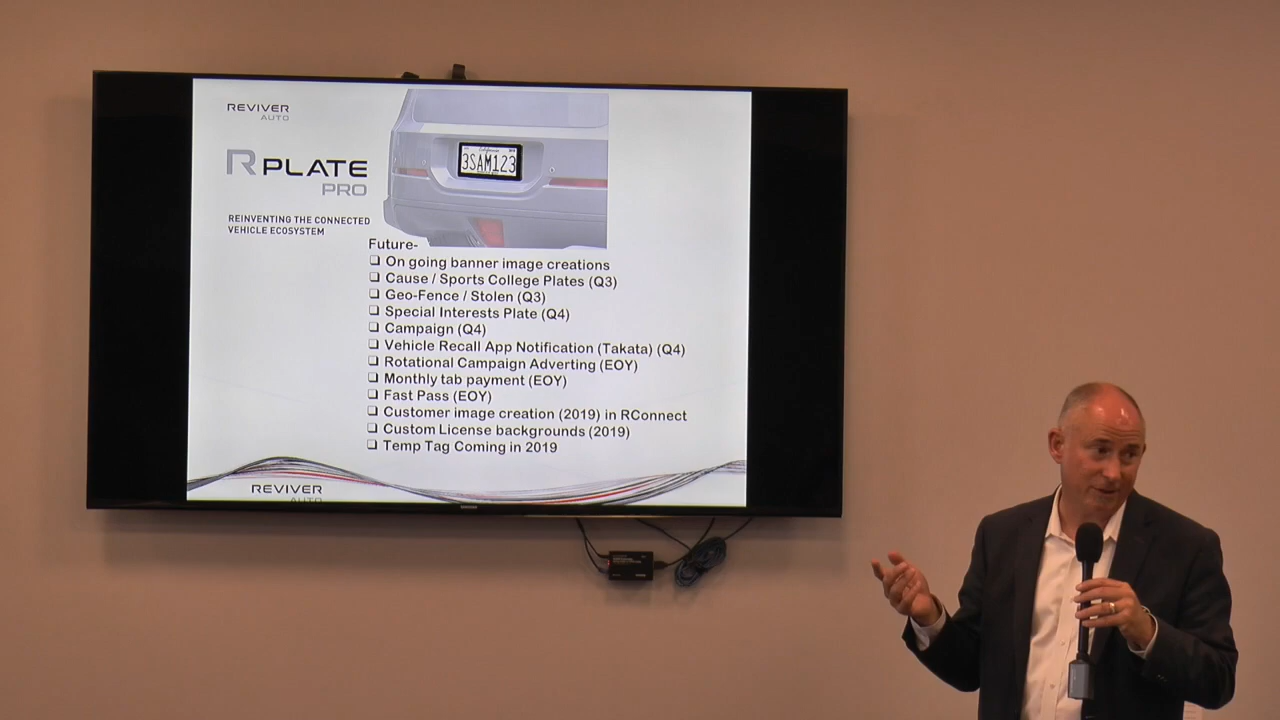 REVIVER
AUTO
R PLATE
PRO
REINVENTING THE CONNECTED
VEHICLE ECOSYSTEM
California
3SAM123
Future-
On going banner image creations
Cause / Sports College Plates (Q3)
Geo-Fence / Stolen (Q3)
Special Interests Plate (Q4)
Campaign (Q4)
Vehicle Recall App Notification (Takata) (Q4)
Rotational Campaign Adverting (EOY)
Monthly tab payment (EOY)
Fast Pass (EOY)
Customer image creation (2019) in RConnect
Custom License backgrounds (2019)
Temp Tag Coming in 2019
REVIVER
AUTO